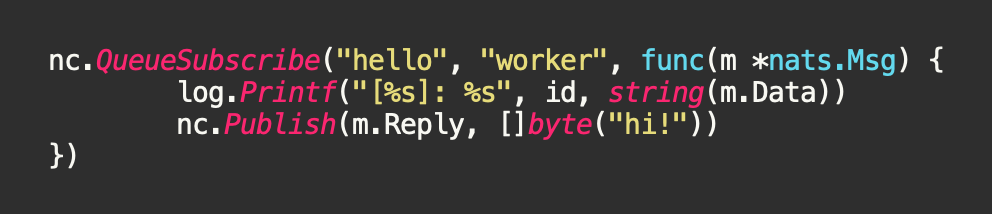 nc.QueueSubscribe("hello", "worker", func(m *nats.Msg) {
        log.Printf("[%s]: %s", id, string(m.Data))
        nc.Publish(m.Reply, []byte("hi!"))
})